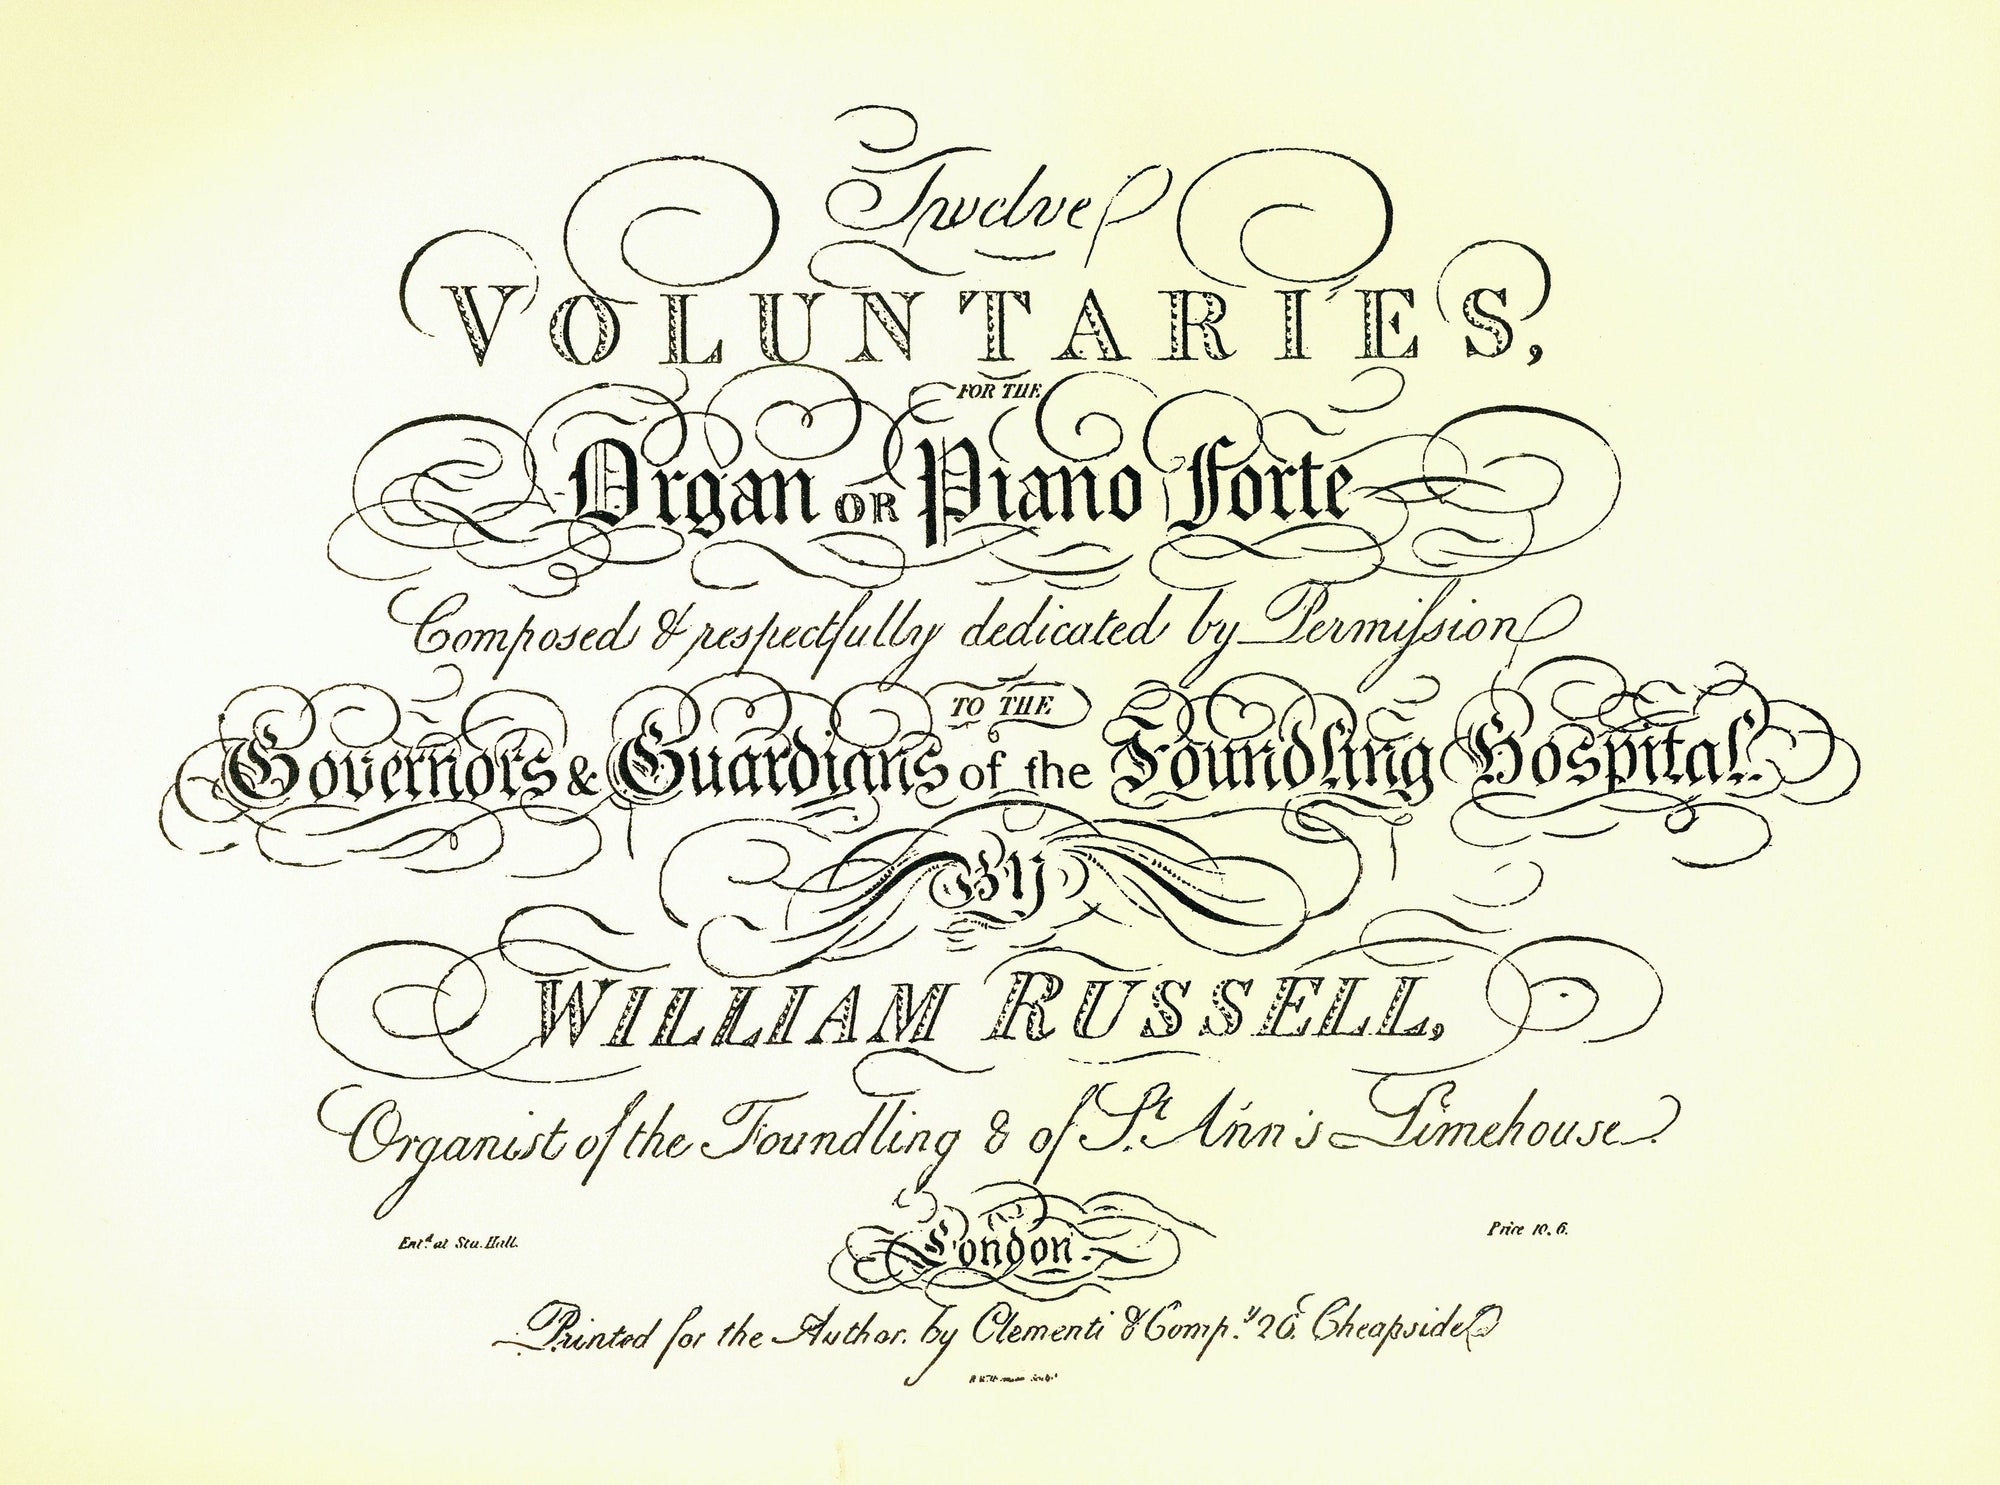 Twelve
VOLUNTARIES,
FOR THE
Organ OR Piano Forte
Composed & respectfully dedicated by Permiſsion
TO THE
Governors & Guardians of the Foundling Hospital.
By
WILLIAM RUSSELL,
Organist of the Foundling & of St. Ann's Limehouse.
Entd. at Sta. Hall.
Price 10.6.
London.
Printed for the Author. by Clementi & Compy. 26. Cheapside
Sculpt